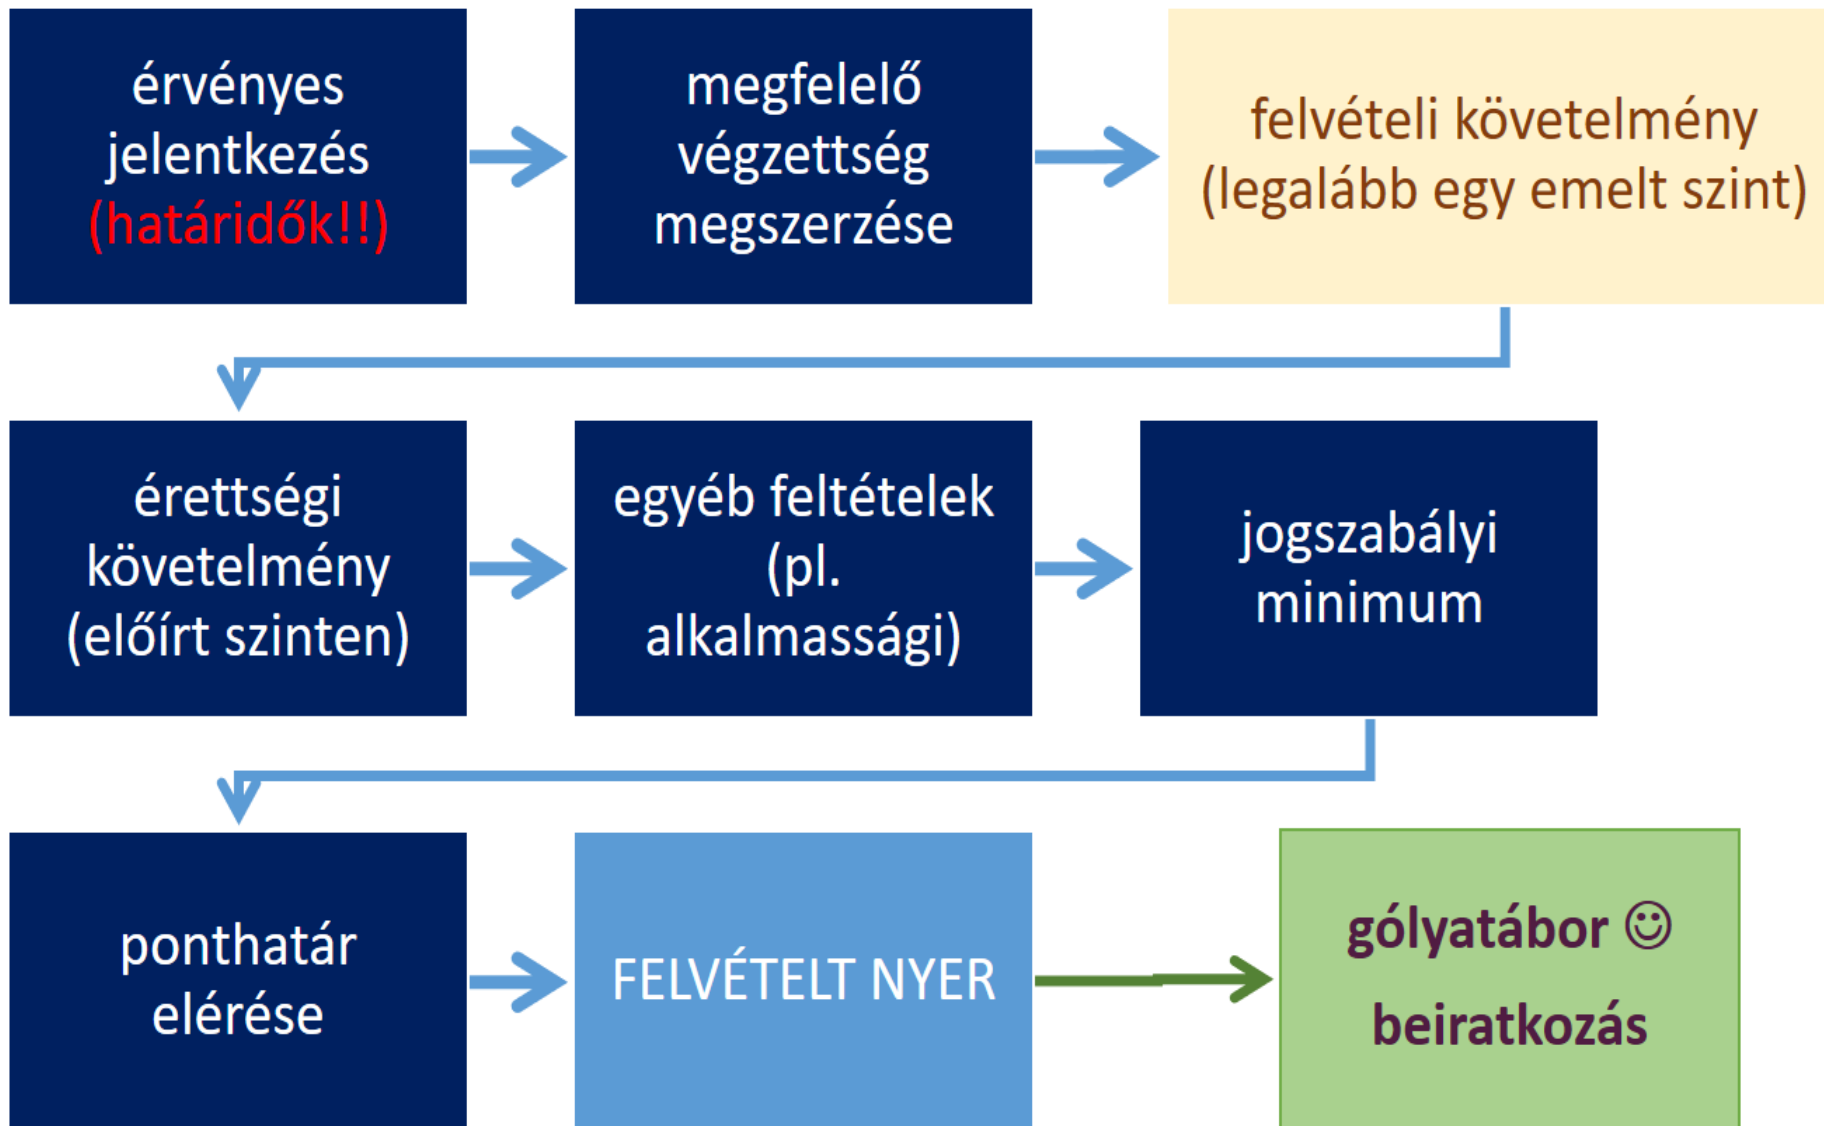 érvényes
jelentkezés
(határidők!!)
megfelelő
végzettség
megszerzése
felvételi követelmény
(legalább egy emelt szint)
érettségi
követelmény
(előírt szinten)
egyéb feltételek
(pl.
alkalmassági)
jogszabályi
minimum
ponthatár
elérése
FELVÉTELT NYER
gólyatábor ☺
beiratkozás